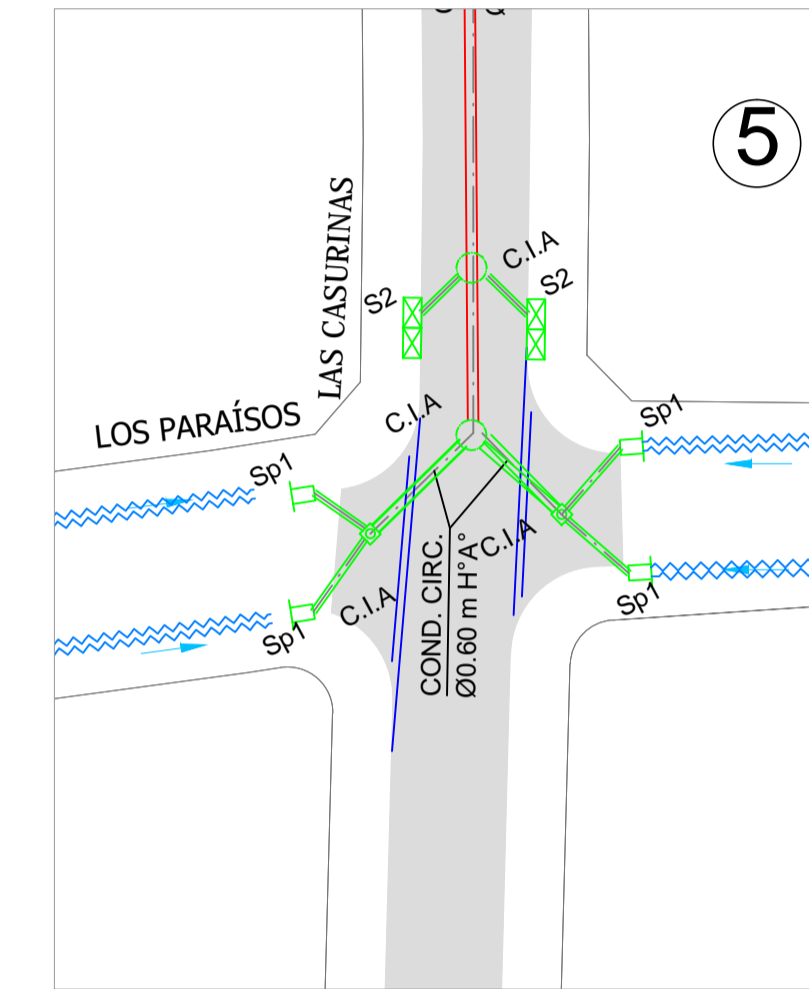 5
C.I.A
S2
S2
LAS CASURINAS
C.I.A
LOS PARAÍSOS
Sp1
Sp1
C.I.A
C.I.A
Sp1
Sp1
COND. CIRC.
Ø0.60 m H°A°